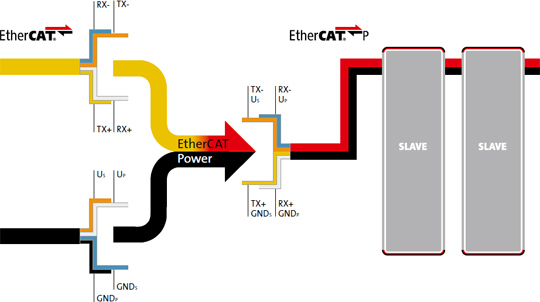 RX- TX-
EtherCAT®
EtherCAT® P
TX- RX-
US UP
TX+ RX+
EtherCAT
Power
SLAVE SLAVE
US UP
TX+ RX+
GNDS GNDP
GNDS
GNDP